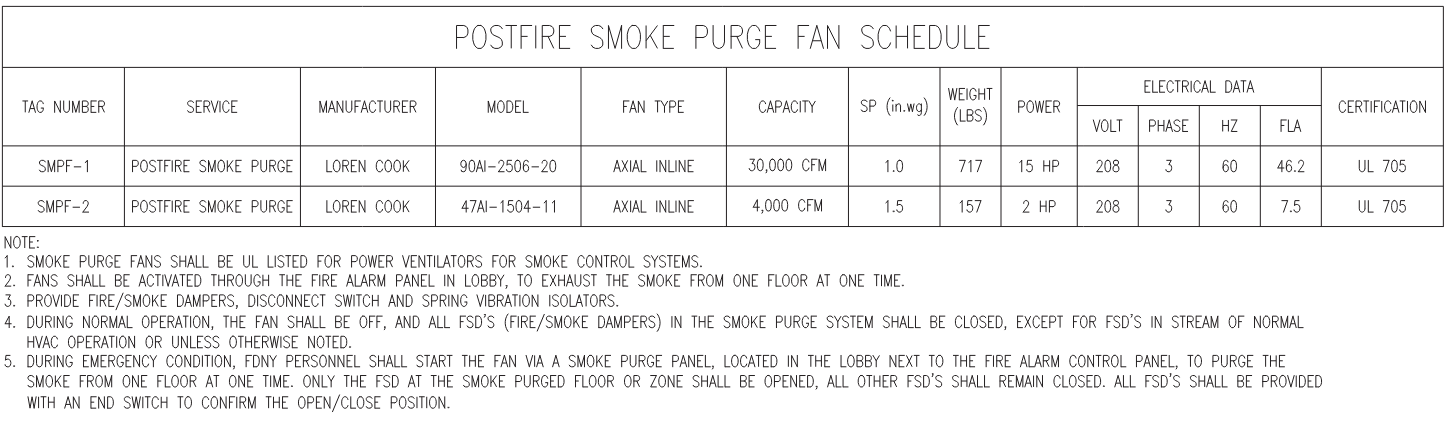 POSTFIRE SMOKE PURGE FAN SCHEDULE
TAG NUMBER SERVICE MANUFACTURER MODEL FAN TYPE CAPACITY SP (in.wg) WEIGHT (LBS) POWER ELECTRICAL DATA CERTIFICATION
VOLT PHASE HZ FLA
SMPF-1 POSTFIRE SMOKE PURGE LOREN COOK 90AI-2506-20 AXIAL INLINE 30,000 CFM 1.0 717 15 HP 208 3 60 46.2 UL 705
SMPF-2 POSTFIRE SMOKE PURGE LOREN COOK 47AI-1504-11 AXIAL INLINE 4,000 CFM 1.5 157 2 HP 208 3 60 7.5 UL 705
NOTE:
1. SMOKE PURGE FANS SHALL BE UL LISTED FOR POWER VENTILATORS FOR SMOKE CONTROL SYSTEMS.
2. FANS SHALL BE ACTIVATED THROUGH THE FIRE ALARM PANEL IN LOBBY, TO EXHAUST THE SMOKE FROM ONE FLOOR AT ONE TIME.
3. PROVIDE FIRE/SMOKE DAMPERS, DISCONNECT SWITCH AND SPRING VIBRATION ISOLATORS.
4. DURING NORMAL OPERATION, THE FAN SHALL BE OFF, AND ALL FSD'S (FIRE/SMOKE DAMPERS) IN THE SMOKE PURGE SYSTEM SHALL BE CLOSED, EXCEPT FOR FSD'S IN STREAM OF NORMAL
HVAC OPERATION OR UNLESS OTHERWISE NOTED.
5. DURING EMERGENCY CONDITION, FDNY PERSONNEL SHALL START THE FAN VIA A SMOKE PURGE PANEL, LOCATED IN THE LOBBY NEXT TO THE FIRE ALARM CONTROL PANEL, TO PURGE THE
SMOKE FROM ONE FLOOR AT ONE TIME. ONLY THE FSD AT THE SMOKE PURGED FLOOR OR ZONE SHALL BE OPENED, ALL OTHER FSD'S SHALL REMAIN CLOSED. ALL FSD'S SHALL BE PROVIDED
WITH AN END SWITCH TO CONFIRM THE OPEN/CLOSE POSITION.